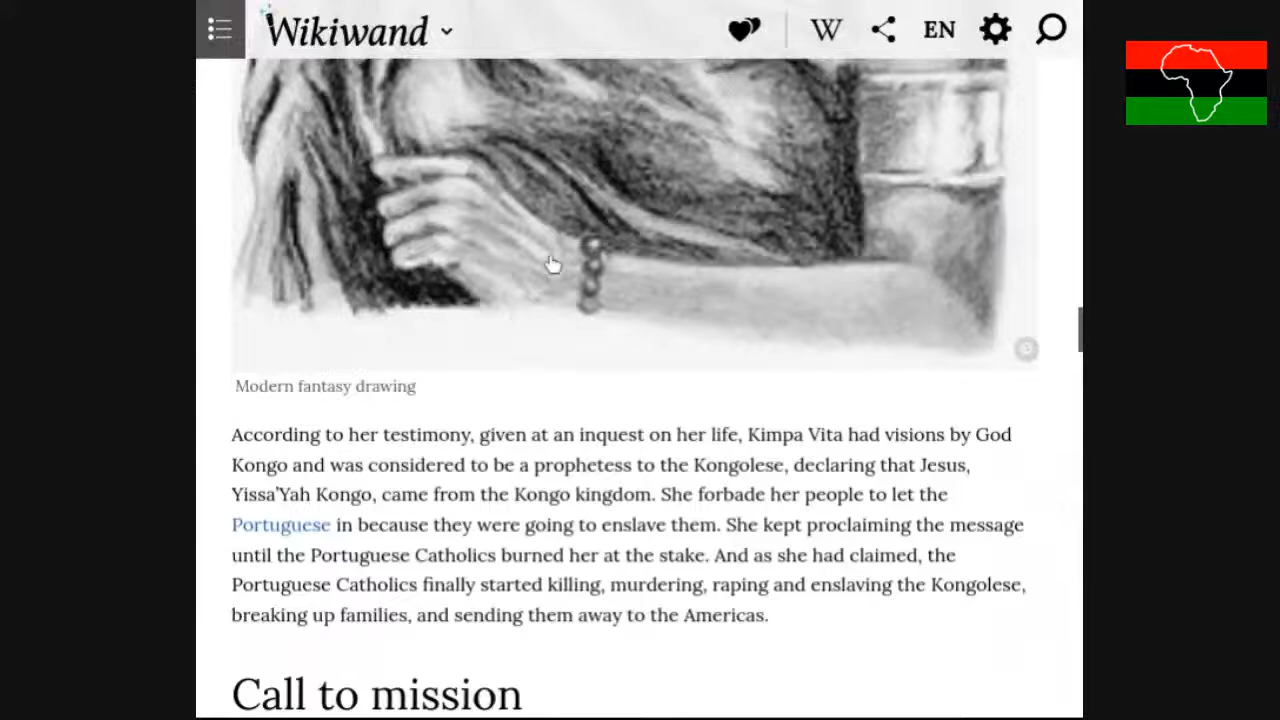 Wikiwand
W
EN
Modern fantasy drawing
According to her testimony, given at an inquest on her life, Kimpa Vita had visions by God
Kongo and was considered to be a prophetess to the Kongolese, declaring that Jesus,
Yissa'Yah Kongo, came from the Kongo kingdom. She forbade her people to let the
Portuguese in because they were going to enslave them. She kept proclaiming the message
until the Portuguese Catholics burned her at the stake. And as she had claimed, the
Portuguese Catholics finally started killing, murdering, raping and enslaving the Kongolese,
breaking up families, and sending them away to the Americas.
Call to mission